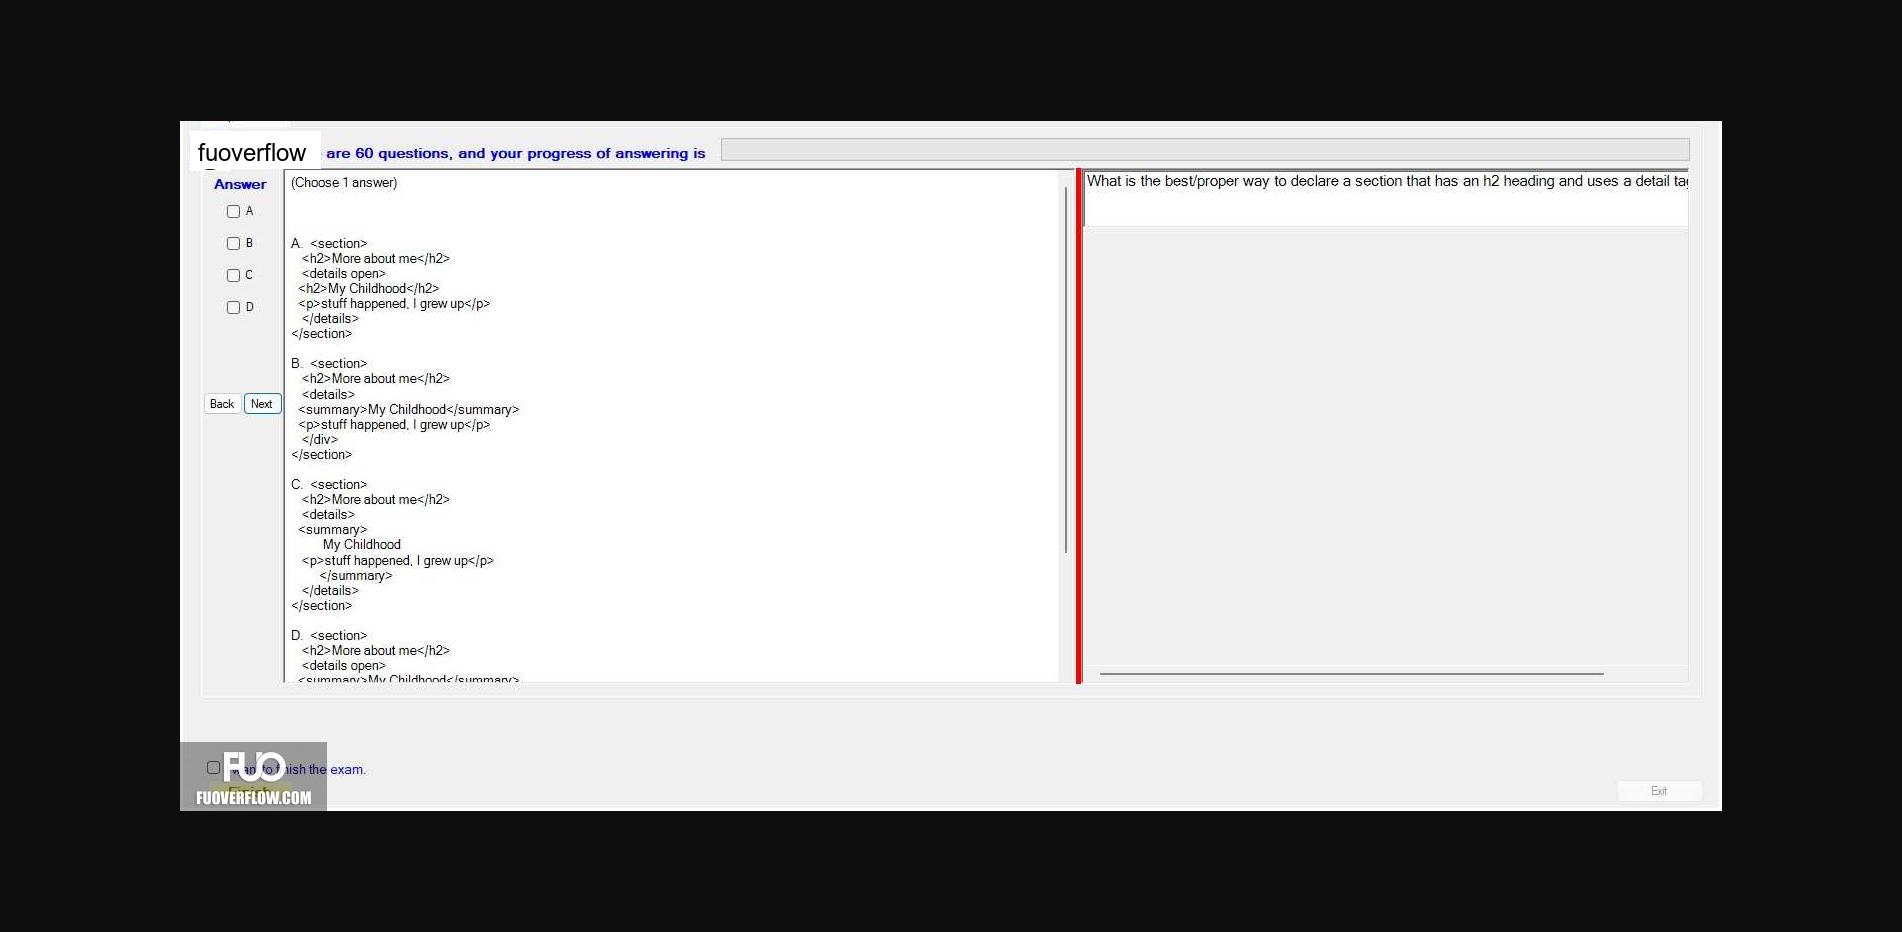 fuoverflow are 60 questions, and your progress of answering is
Answer
A
B
C
D
Back Next
(Choose 1 answer)
A. <section>
<h2>More about me</h2>
<details open>
<h2>My Childhood</h2>
<p>stuff happened, I grew up</p>
</details>
</section>
B. <section>
<h2>More about me</h2>
<details>
<summary>My Childhood</summary>
<p>stuff happened, I grew up</p>
</div>
</section>
C. <section>
<h2>More about me</h2>
<details>
<summary>
My Childhood
<p>stuff happened, I grew up</p>
</summary>
</details>
</section>
D. <section>
<h2>More about me</h2>
<details open>
<summary>My Childhood</summary>
What is the best/proper way to declare a section that has an h2 heading and uses a detail
want to finish the exam.
FUO
Finish
FUOVERFLOW.COM
Exit